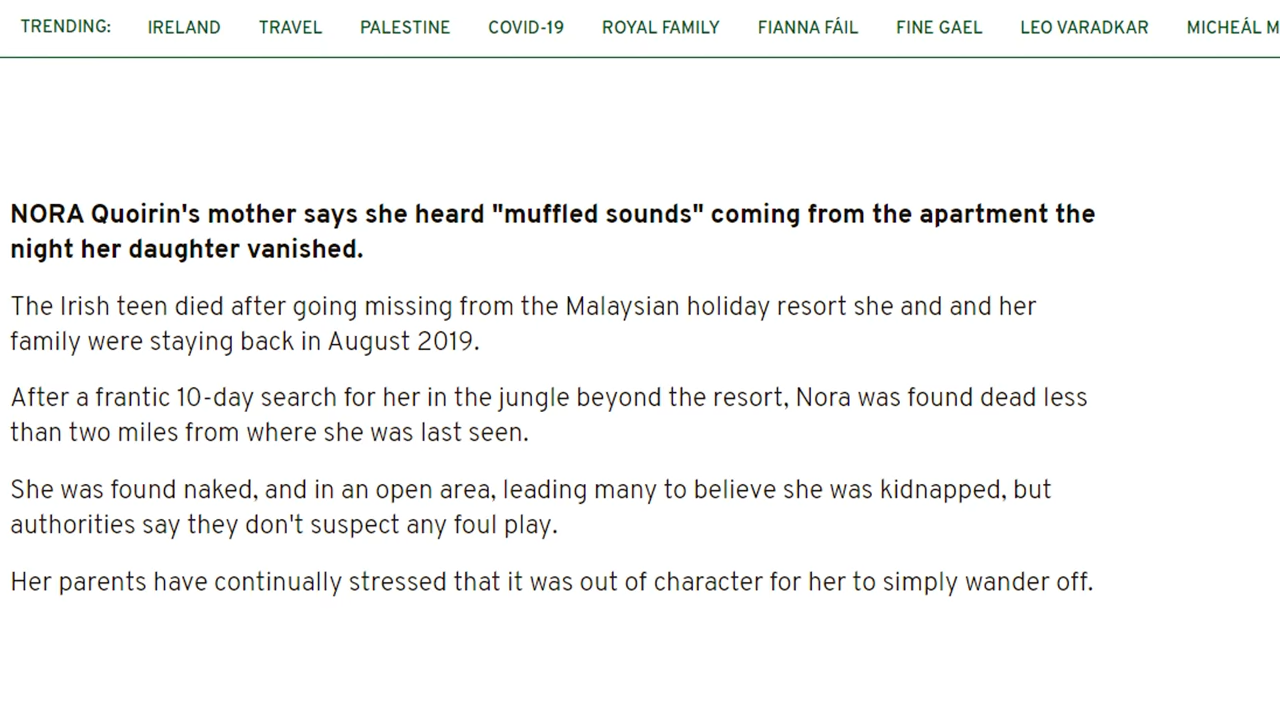 TRENDING: IRELAND TRAVEL PALESTINE COVID-19 ROYAL FAMILY FIANNA FÁIL FINE GAEL LEO VARADKAR MICHEÁL M
NORA Quoirin's mother says she heard "muffled sounds" coming from the apartment the
night her daughter vanished.
The Irish teen died after going missing from the Malaysian holiday resort she and and her
family were staying back in August 2019.
After a frantic 10-day search for her in the jungle beyond the resort, Nora was found dead less
than two miles from where she was last seen.
She was found naked, and in an open area, leading many to believe she was kidnapped, but
authorities say they don't suspect any foul play.
Her parents have continually stressed that it was out of character for her to simply wander off.